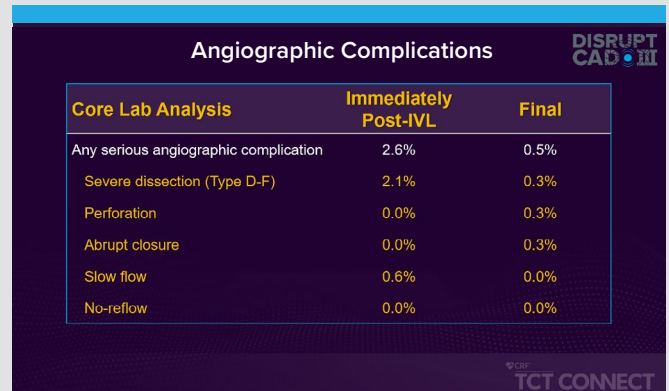 Angiographic Complications
DISRUPT
CAD III
Core Lab Analysis Immediately Post-IVL Final
Any serious angiographic complication 2.6% 0.5%
Severe dissection (Type D-F) 2.1% 0.3%
Perforation 0.0% 0.3%
Abrupt closure 0.0% 0.3%
Slow flow 0.6% 0.0%
No-reflow 0.0% 0.0%
CRF
TCT CONNECT